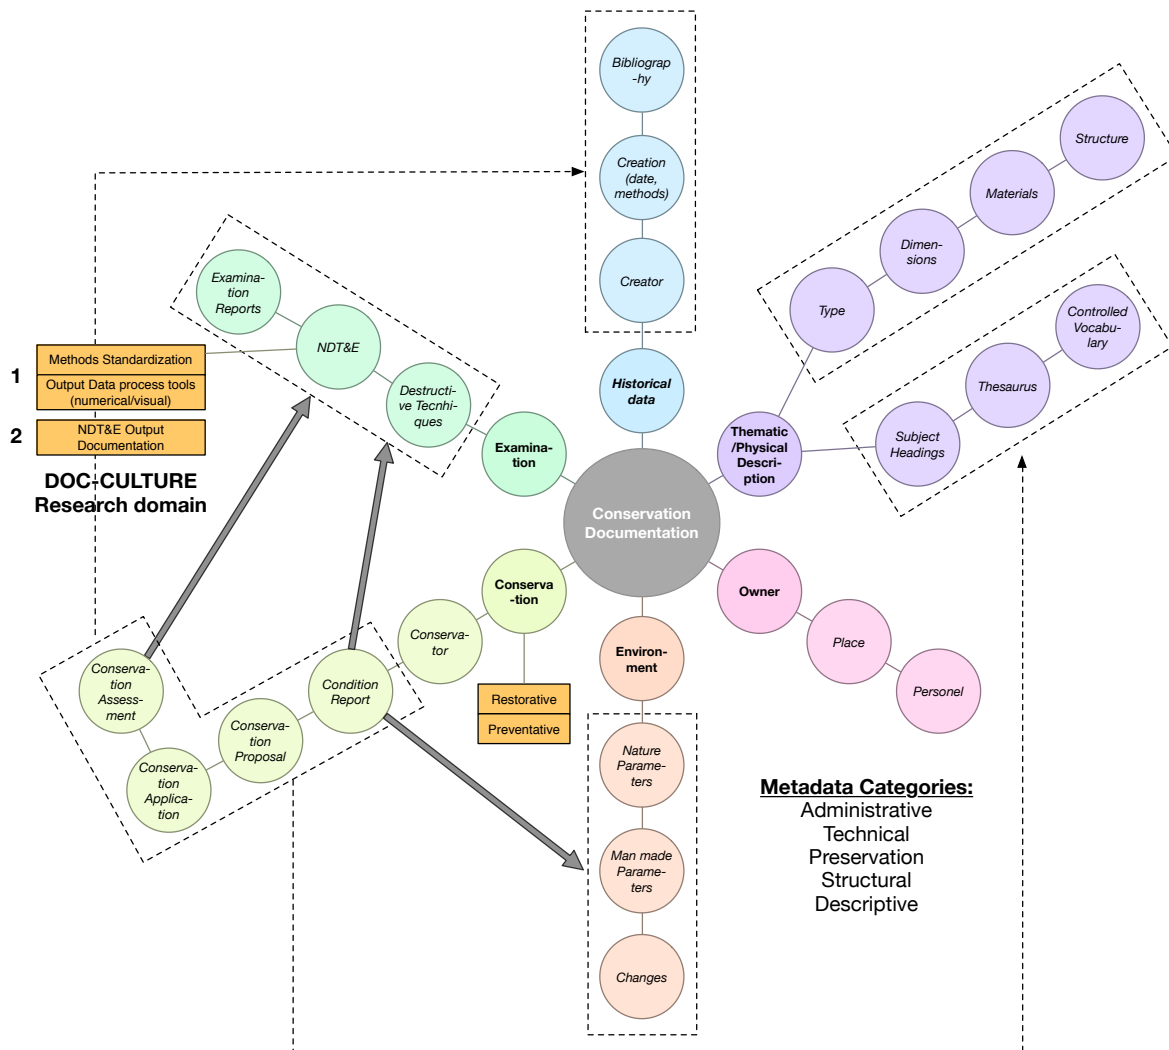 Bibliograp
-hy
Creation
(date,
methods)
Creator
Historical
data
Structure
Materials
Dimen-
sions
Type
Controlled
Vocabu-
lary
Thesaurus
Subject
Headings
Thematic
/Physical
Descri-
ption
Examina-
tion
Reports
NDT&E
Destructi-
ve Tecnhi-
ques
Examina-
tion
1
Methods Standardization
Output Data process tools
(numerical/visual)
2
NDT&E Output
Documentation
DOC-CULTURE
Research domain
Conservation
Documentation
Conserva
-tion
Conserva-
tor
Condition
Report
Conserva-
tion
Proposal
Conserva-
tion
Assess-
ment
Conserva-
tion
Applica-
tion
Restorative
Preventative
Environ-
ment
Nature
Parame-
ters
Man made
Parame-
ters
Changes
Owner
Place
Personel
Metadata Categories:
Administrative
Technical
Preservation
Structural
Descriptive